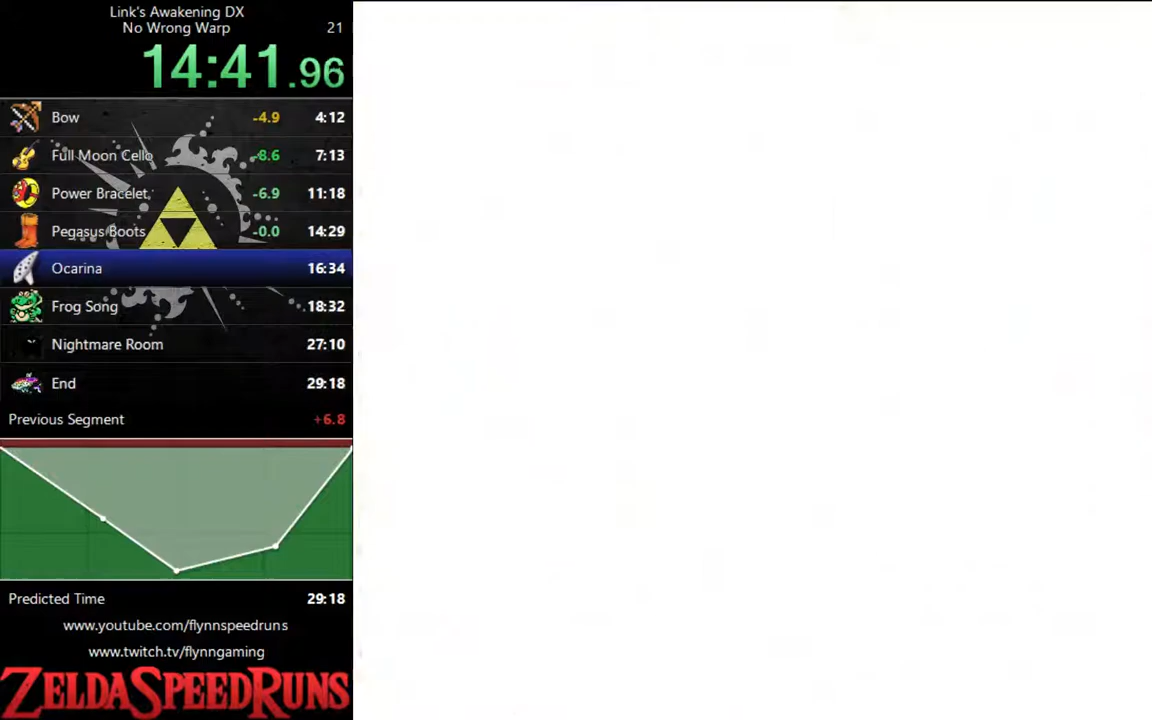 Link's Awakening DX
No Wrong Warp 21
14:41.96
Bow -4.9 4:12
Full Moon Cello -8.6 7:13
Power Bracelet -6.9 11:18
Pegasus Boots -0.0 14:29
Ocarina 16:34
Frog Song 18:32
Nightmare Room 27:10
End 29:18
Previous Segment +6.8
Predicted Time 29:18
www.youtube.com/flynnspeedruns
www.twitch.tv/flynngaming
ZELDASPEEDRUNS